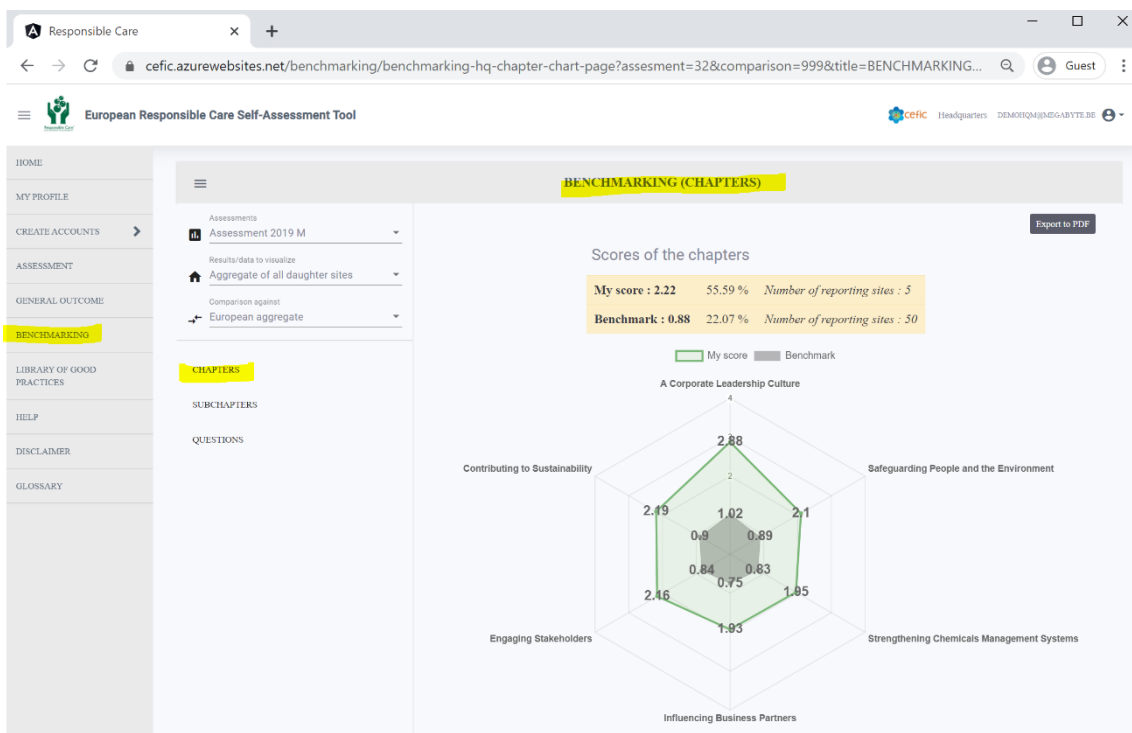 Responsible Care
cefic.azurewebsites.net/benchmarking/benchmarking-hq-chapter-chart-page?assesment=32&comparison=999&title=BENCHMARKING...
Guest
Responsible Care
European Responsible Care Self-Assessment Tool
cefic Headquarters DEMOHQM@MEGABYTE.BE
HOME
MY PROFILE
CREATE ACCOUNTS
ASSESSMENT
GENERAL OUTCOME
BENCHMARKING
LIBRARY OF GOOD
PRACTICES
HELP
DISCLAIMER
GLOSSARY
BENCHMARKING (CHAPTERS)
Assessments
Assessment 2019 M
Results/data to visualize
Aggregate of all daughter sites
Comparison against
European aggregate
CHAPTERS
SUBCHAPTERS
QUESTIONS
Export to PDF
Scores of the chapters
My score : 2.22 55.59 % Number of reporting sites : 5
Benchmark : 0.88 22.07 % Number of reporting sites : 50
My score Benchmark
A Corporate Leadership Culture
4
2.88
Contributing to Sustainability
Safeguarding People and the Environment
2
2.19 1.02 2.1
0.9 0.89
0.84 0.83
0.75
2.16 1.95
1.93
Engaging Stakeholders
Strengthening Chemicals Management Systems
Influencing Business Partners